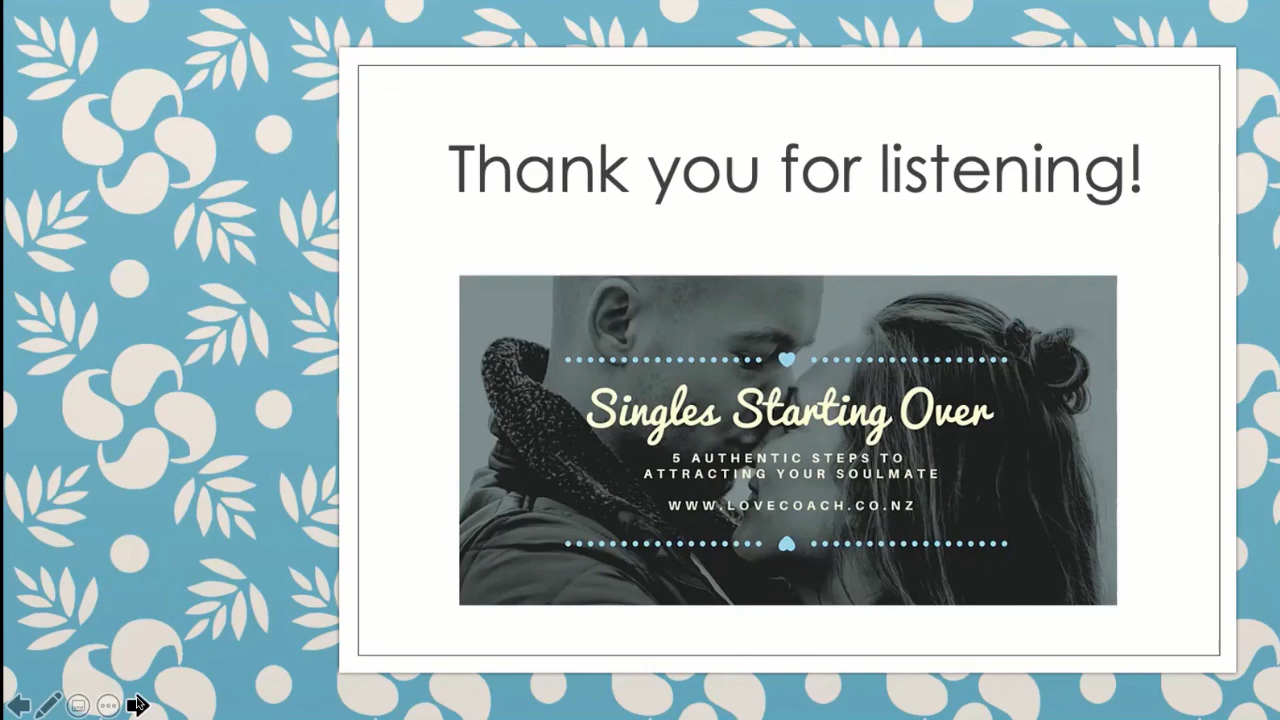 Thank you for listening!
Singles Starting Over
5 AUTHENTIC STEPS TO
ATTRACTING YOUR SOULMATE
WWW.LOVECOACH.CO.NZ